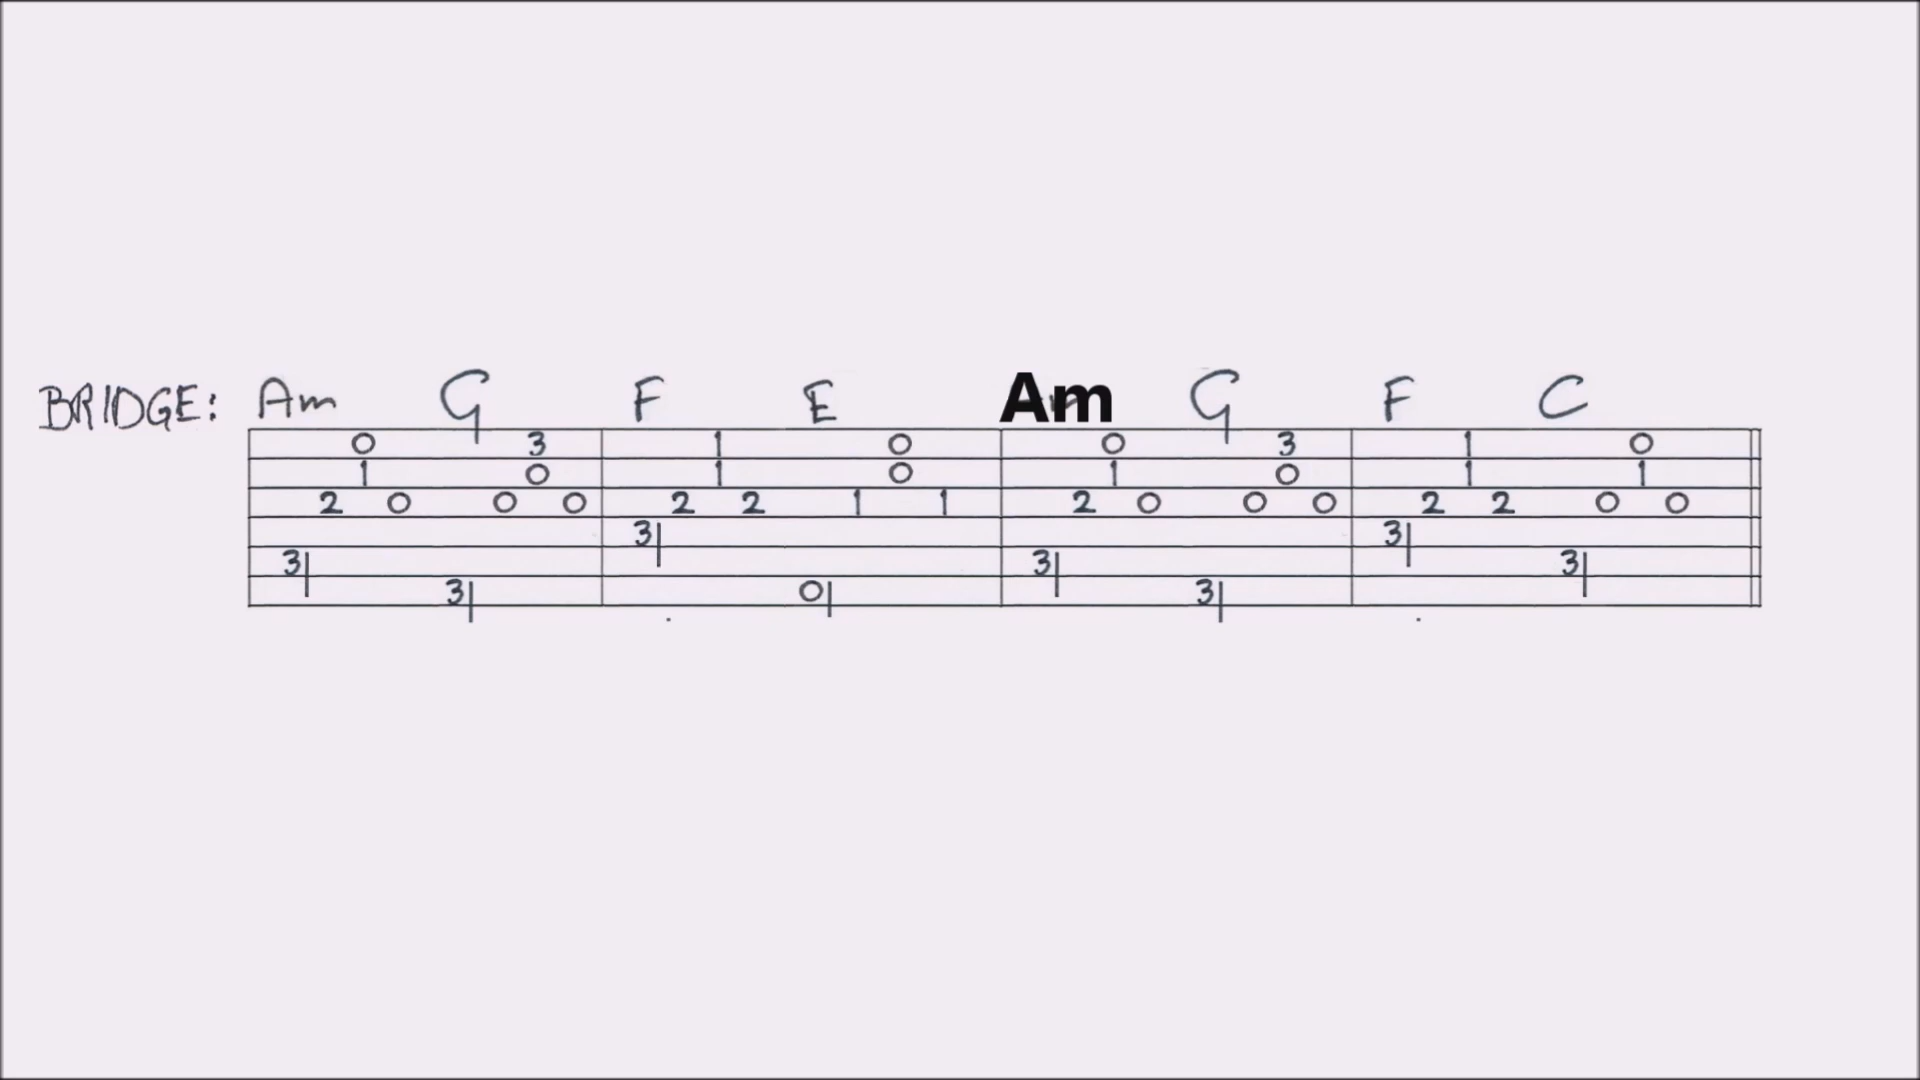 BRIDGE: Am G F E Am G F C
0 3 1 0 0 3 1 0
1 0 1 0 1 0 1 1
2 0 0 0 2 2 1 1 2 0 0 0 2 2 0 0
3 3
3 3 3
3 0 3